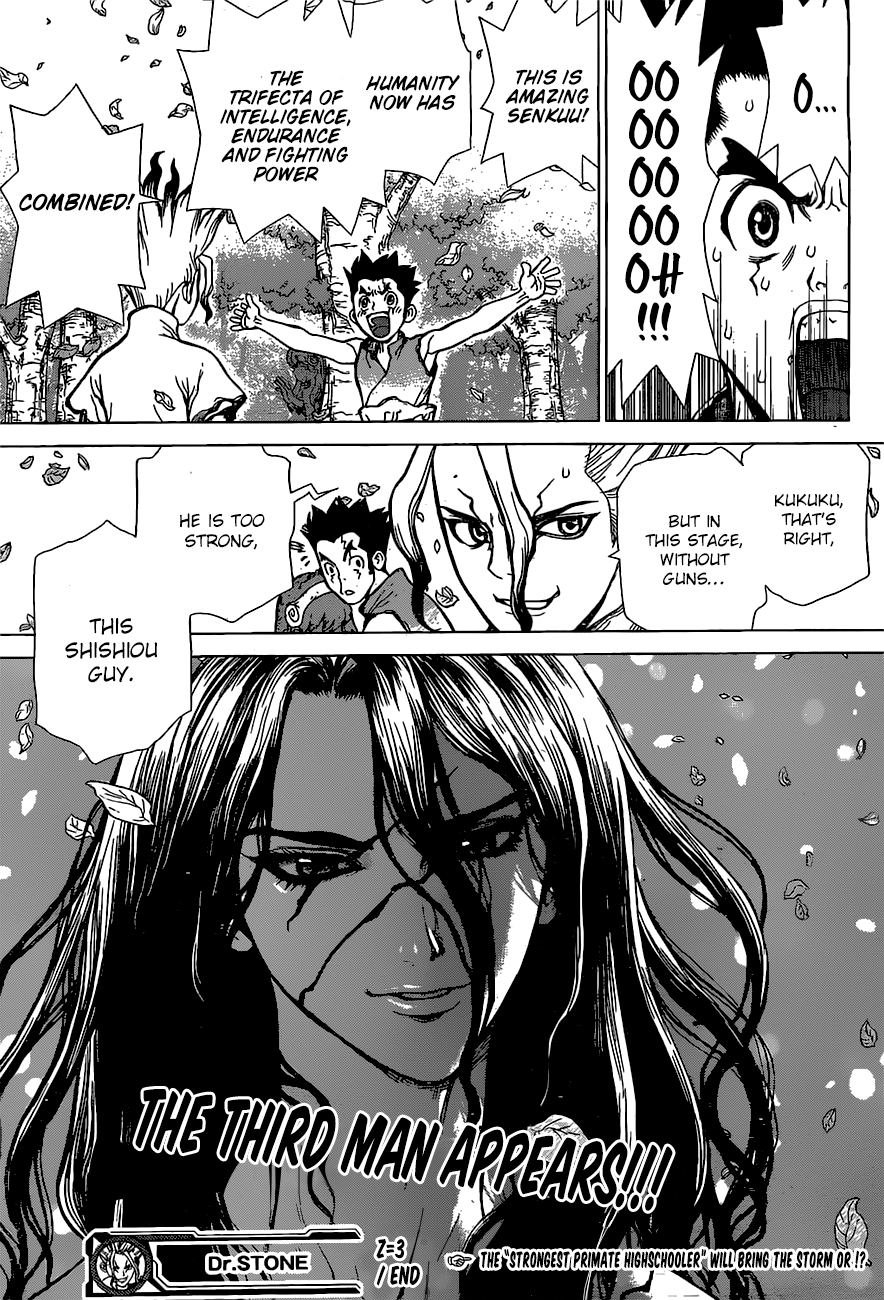 O...
OO
OO
OO
OO
OH
!!!
THIS IS
AMAZING
SENKUU!
HUMANITY
NOW HAS
THE
TRIFECTA OF
INTELLIGENCE,
ENDURANCE
AND FIGHTING
POWER
COMBINED!
KUKUKU,
THAT'S
RIGHT,
BUT IN
THIS STAGE,
WITHOUT
GUNS...
HE IS TOO
STRONG,
THIS
SHISHIOU
GUY.
THE THIRD MAN APPEARS!!!
Dr.STONE
Z=3
/ END
☞ THE "STRONGEST PRIMATE HIGHSCHOOLER" WILL BRING THE STORM OR !?